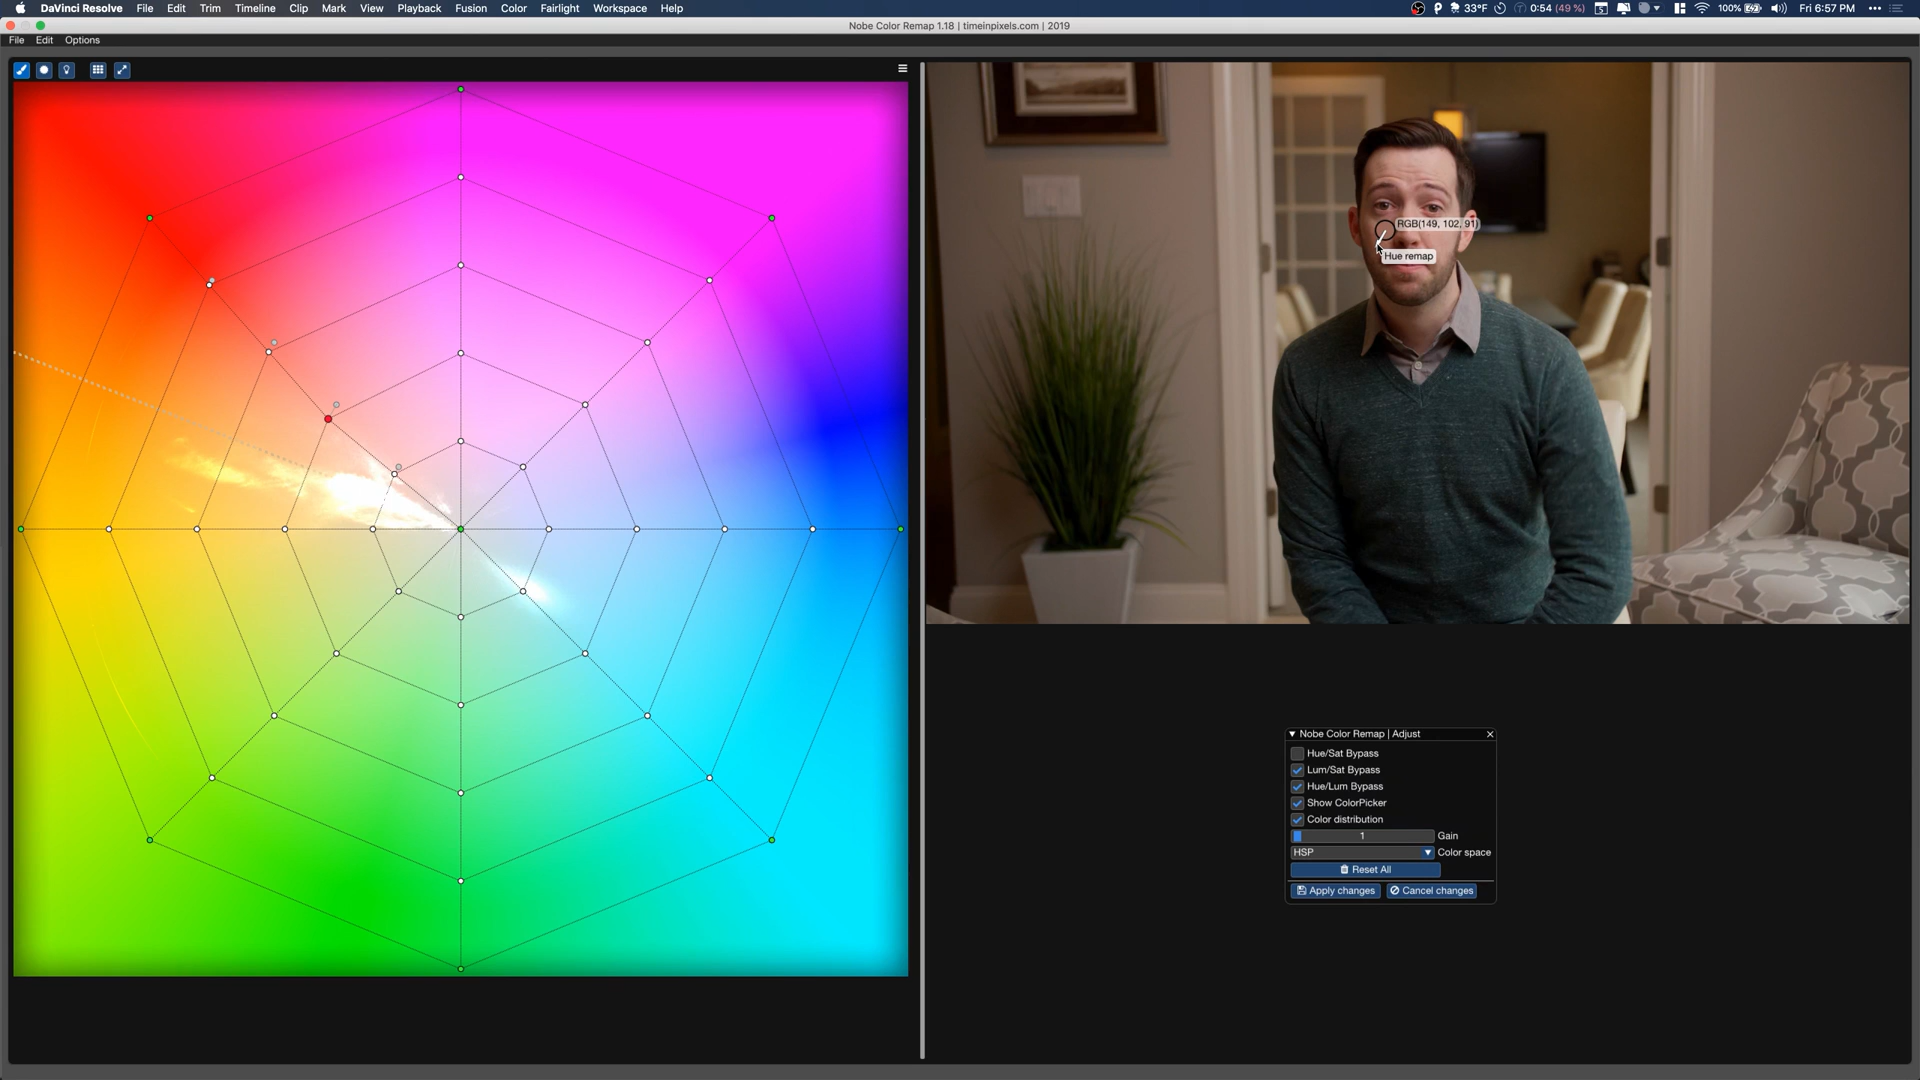 DaVinci Resolve File Edit Trim Timeline Clip Mark View Playback Fusion Color Fairlight Workspace Help 33°F 0:54 (49 %) 5 100% Fri 6:57 PM
Nobe Color Remap 1.18 | timeinpixels.com | 2019
File Edit Options
RGB(149, 102, 91)
Hue remap
Nobe Color Remap | Adjust
Hue/Sat Bypass
Lum/Sat Bypass
Hue/Lum Bypass
Show ColorPicker
Color distribution
1 Gain
HSP Color space
Reset All
Apply changes Cancel changes